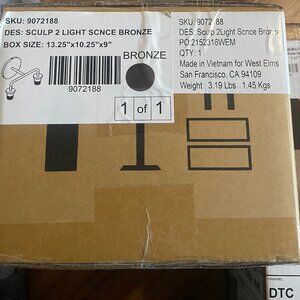 SKU: 9072188
DES: SCULP 2 LIGHT SCNCE BRONZE
BOX SIZE: 13.25"x10.25"x9"
BRONZE
9072188
1 of 1
SKU: 9072188
DES: Sculp 2Light Scnce Bronze
PO:2152316WEM
QTY: 1
Made in Vietnam for West Elms
San Francisco, CA 94109
Weight : 3.19 Lbs 1.45 Kgs
CHANNEL
DTC